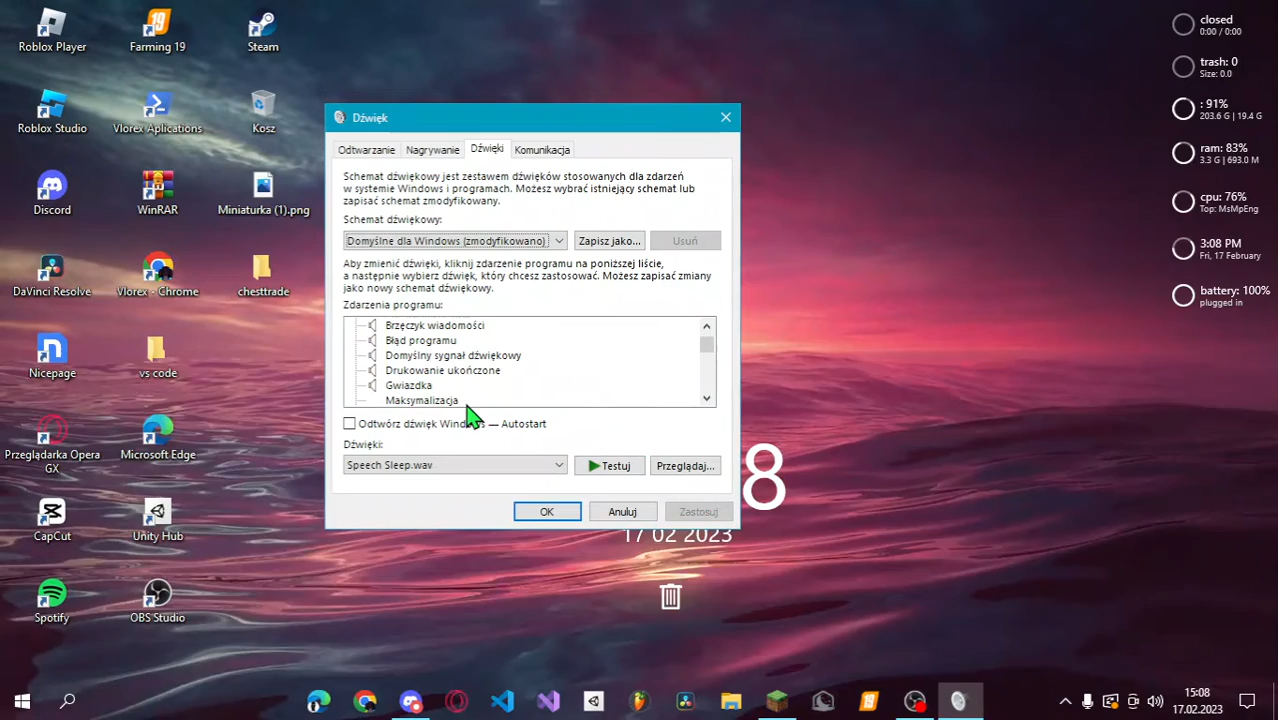 Roblox Player
Farming 19
Steam
Roblox Studio
Vlorex Aplications
Kosz
Discord
WinRAR
Miniaturka (1).png
DaVinci Resolve
Vlorex - Chrome
chesttrade
Nicepage
vs code
Przeglądarka Opera
GX
Microsoft Edge
CapCut
Unity Hub
Spotify
OBS Studio
Dźwięk
Odtwarzanie
Nagrywanie
Dźwięki
Komunikacja
Schemat dźwiękowy jest zestawem dźwięków stosowanych dla zdarzeń
w systemie Windows i programach. Możesz wybrać istniejący schemat lub
zapisać schemat zmodyfikowany.
Schemat dźwiękowy:
Domyślne dla Windows (zmodyfikowano)
Zapisz jako...
Usuń
Aby zmienić dźwięki, kliknij zdarzenie programu na poniższej liście,
a następnie wybierz dźwięk, który chcesz zastosować. Możesz zapisać zmiany
jako nowy schemat dźwiękowy.
Zdarzenia programu:
Brzęczyk wiadomości
Błąd programu
Domyślny sygnał dźwiękowy
Drukowanie ukończone
Gwiazdka
Maksymalizacja
Odtwórz dźwięk Windows — Autostart
Dźwięki:
Speech Sleep.wav
Testuj
Przeglądaj...
OK
Anuluj
Zastosuj
8
17 02 2023
closed
0:00 / 0:00
trash: 0
Size: 0.0
: 91%
203.6 G | 19.4 G
ram: 83%
3.3 G | 693.0 M
cpu: 76%
Top: MsMpEng
3:08 PM
Fri, 17 February
battery: 100%
plugged in
15:08
17.02.2023